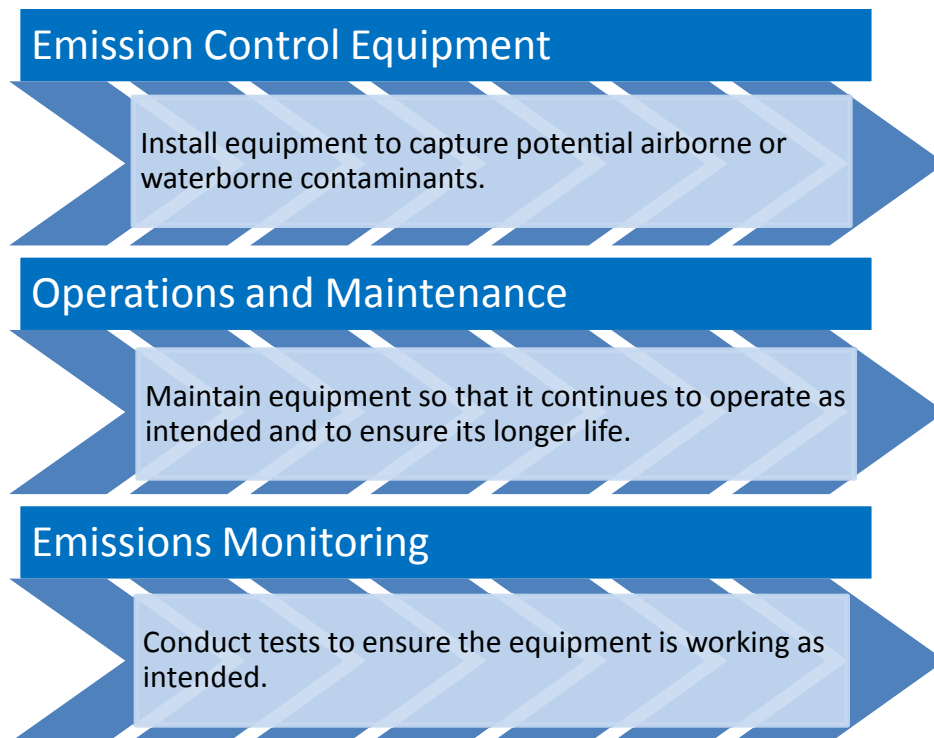 Emission Control Equipment
Install equipment to capture potential airborne or
waterborne contaminants.
Operations and Maintenance
Maintain equipment so that it continues to operate as
intended and to ensure its longer life.
Emissions Monitoring
Conduct tests to ensure the equipment is working as
intended.